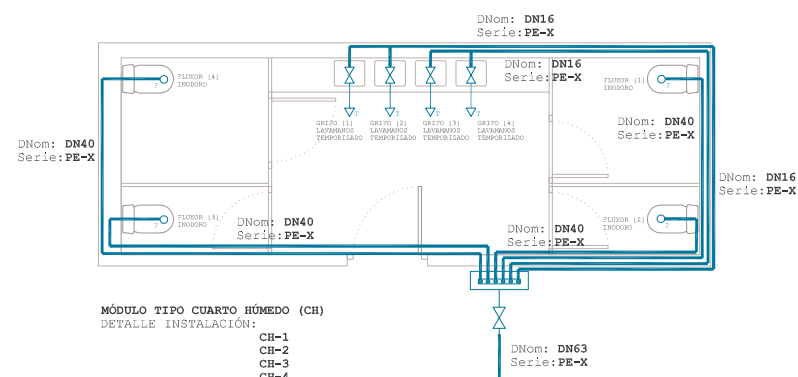 DNom: DN16
Serie:PE-X
DNom: DN16
Serie:PE-X
FLUXOR [4]
INODORO
?
T
T
T
T
GRIFO [1]
LAVAMANOS
TEMPORIZADO
GRIFO [2]
LAVAMANOS
TEMPORIZADO
GRIFO [3]
LAVAMANOS
TEMPORIZADO
GRIFO [4]
LAVAMANOS
TEMPORIZADO
FLUXOR [1]
INODORO
?
DNom: DN40
Serie:PE-X
DNom: DN40
Serie:PE-X
DNom: DN16
Serie:PE-X
FLUXOR [3]
INODORO
?
DNom: DN40
Serie:PE-X
DNom: DN40
Serie:PE-X
FLUXOR [2]
INODORO
?
MÓDULO TIPO CUARTO HÚMEDO (CH)
DETALLE INSTALACIÓN:
CH-1
CH-2
CH-3
CH-4
DNom: DN63
Serie:PE-X